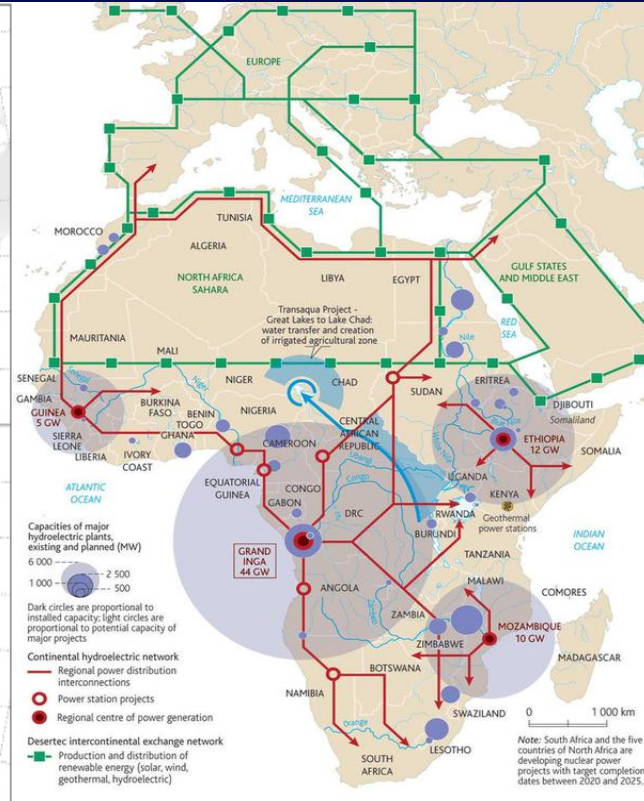 EUROPE
MEDITERRANEAN
SEA
TUNISIA
MOROCCO
ALGERIA
NORTH AFRICA
SAHARA
LIBYA
EGYPT
GULF STATES
AND MIDDLE EAST
RED
SEA
Nile
Transaqua Project -
Great Lakes to Lake Chad:
water transfer and creation
of irrigated agricultural zone
MAURITANIA
MALI
NIGER
CHAD
SUDAN
ERITREA
DJIBOUTI
Somaliland
SENEGAL
Senegal
GAMBIA
GUINEA
5 GW
SIERRA
LEONE
LIBERIA
BURKINA
FASO
Niger
BENIN
TOGO
GHANA
IVORY
COAST
NIGERIA
CAMEROON
CENTRAL
AFRICAN
REPUBLIC
White Nile
Blue Nile
ETHIOPIA
12 GW
SOMALIA
ATLANTIC
OCEAN
EQUATORIAL
GUINEA
CONGO
GABON
Ubangi
Congo
DRC
UGANDA
KENYA
RWANDA
BURUNDI
Geothermal
power stations
INDIAN
OCEAN
GRAND
INGA
44 GW
TANZANIA
ANGOLA
MALAWI
COMORES
ZAMBIA
Zambezi
ZIMBABWE
MOZAMBIQUE
10 GW
MADAGASCAR
BOTSWANA
NAMIBIA
SWAZILAND
Orange
LESOTHO
SOUTH
AFRICA
Capacities of major
hydroelectric plants,
existing and planned (MW)
6 000
2 500
1 000
500
Dark circles are proportional to
installed capacity; light circles are
proportional to potential capacity of
major projects
Continental hydroelectric network
Regional power distribution
interconnections
Power station projects
Regional centre of power generation
Desertec intercontinental exchange network
Production and distribution of
renewable energy (solar, wind,
geothermal, hydroelectric)
0 1 000 km
Note: South Africa and the five
countries of North Africa are
developing nuclear power
projects with target completion
dates between 2020 and 2025.